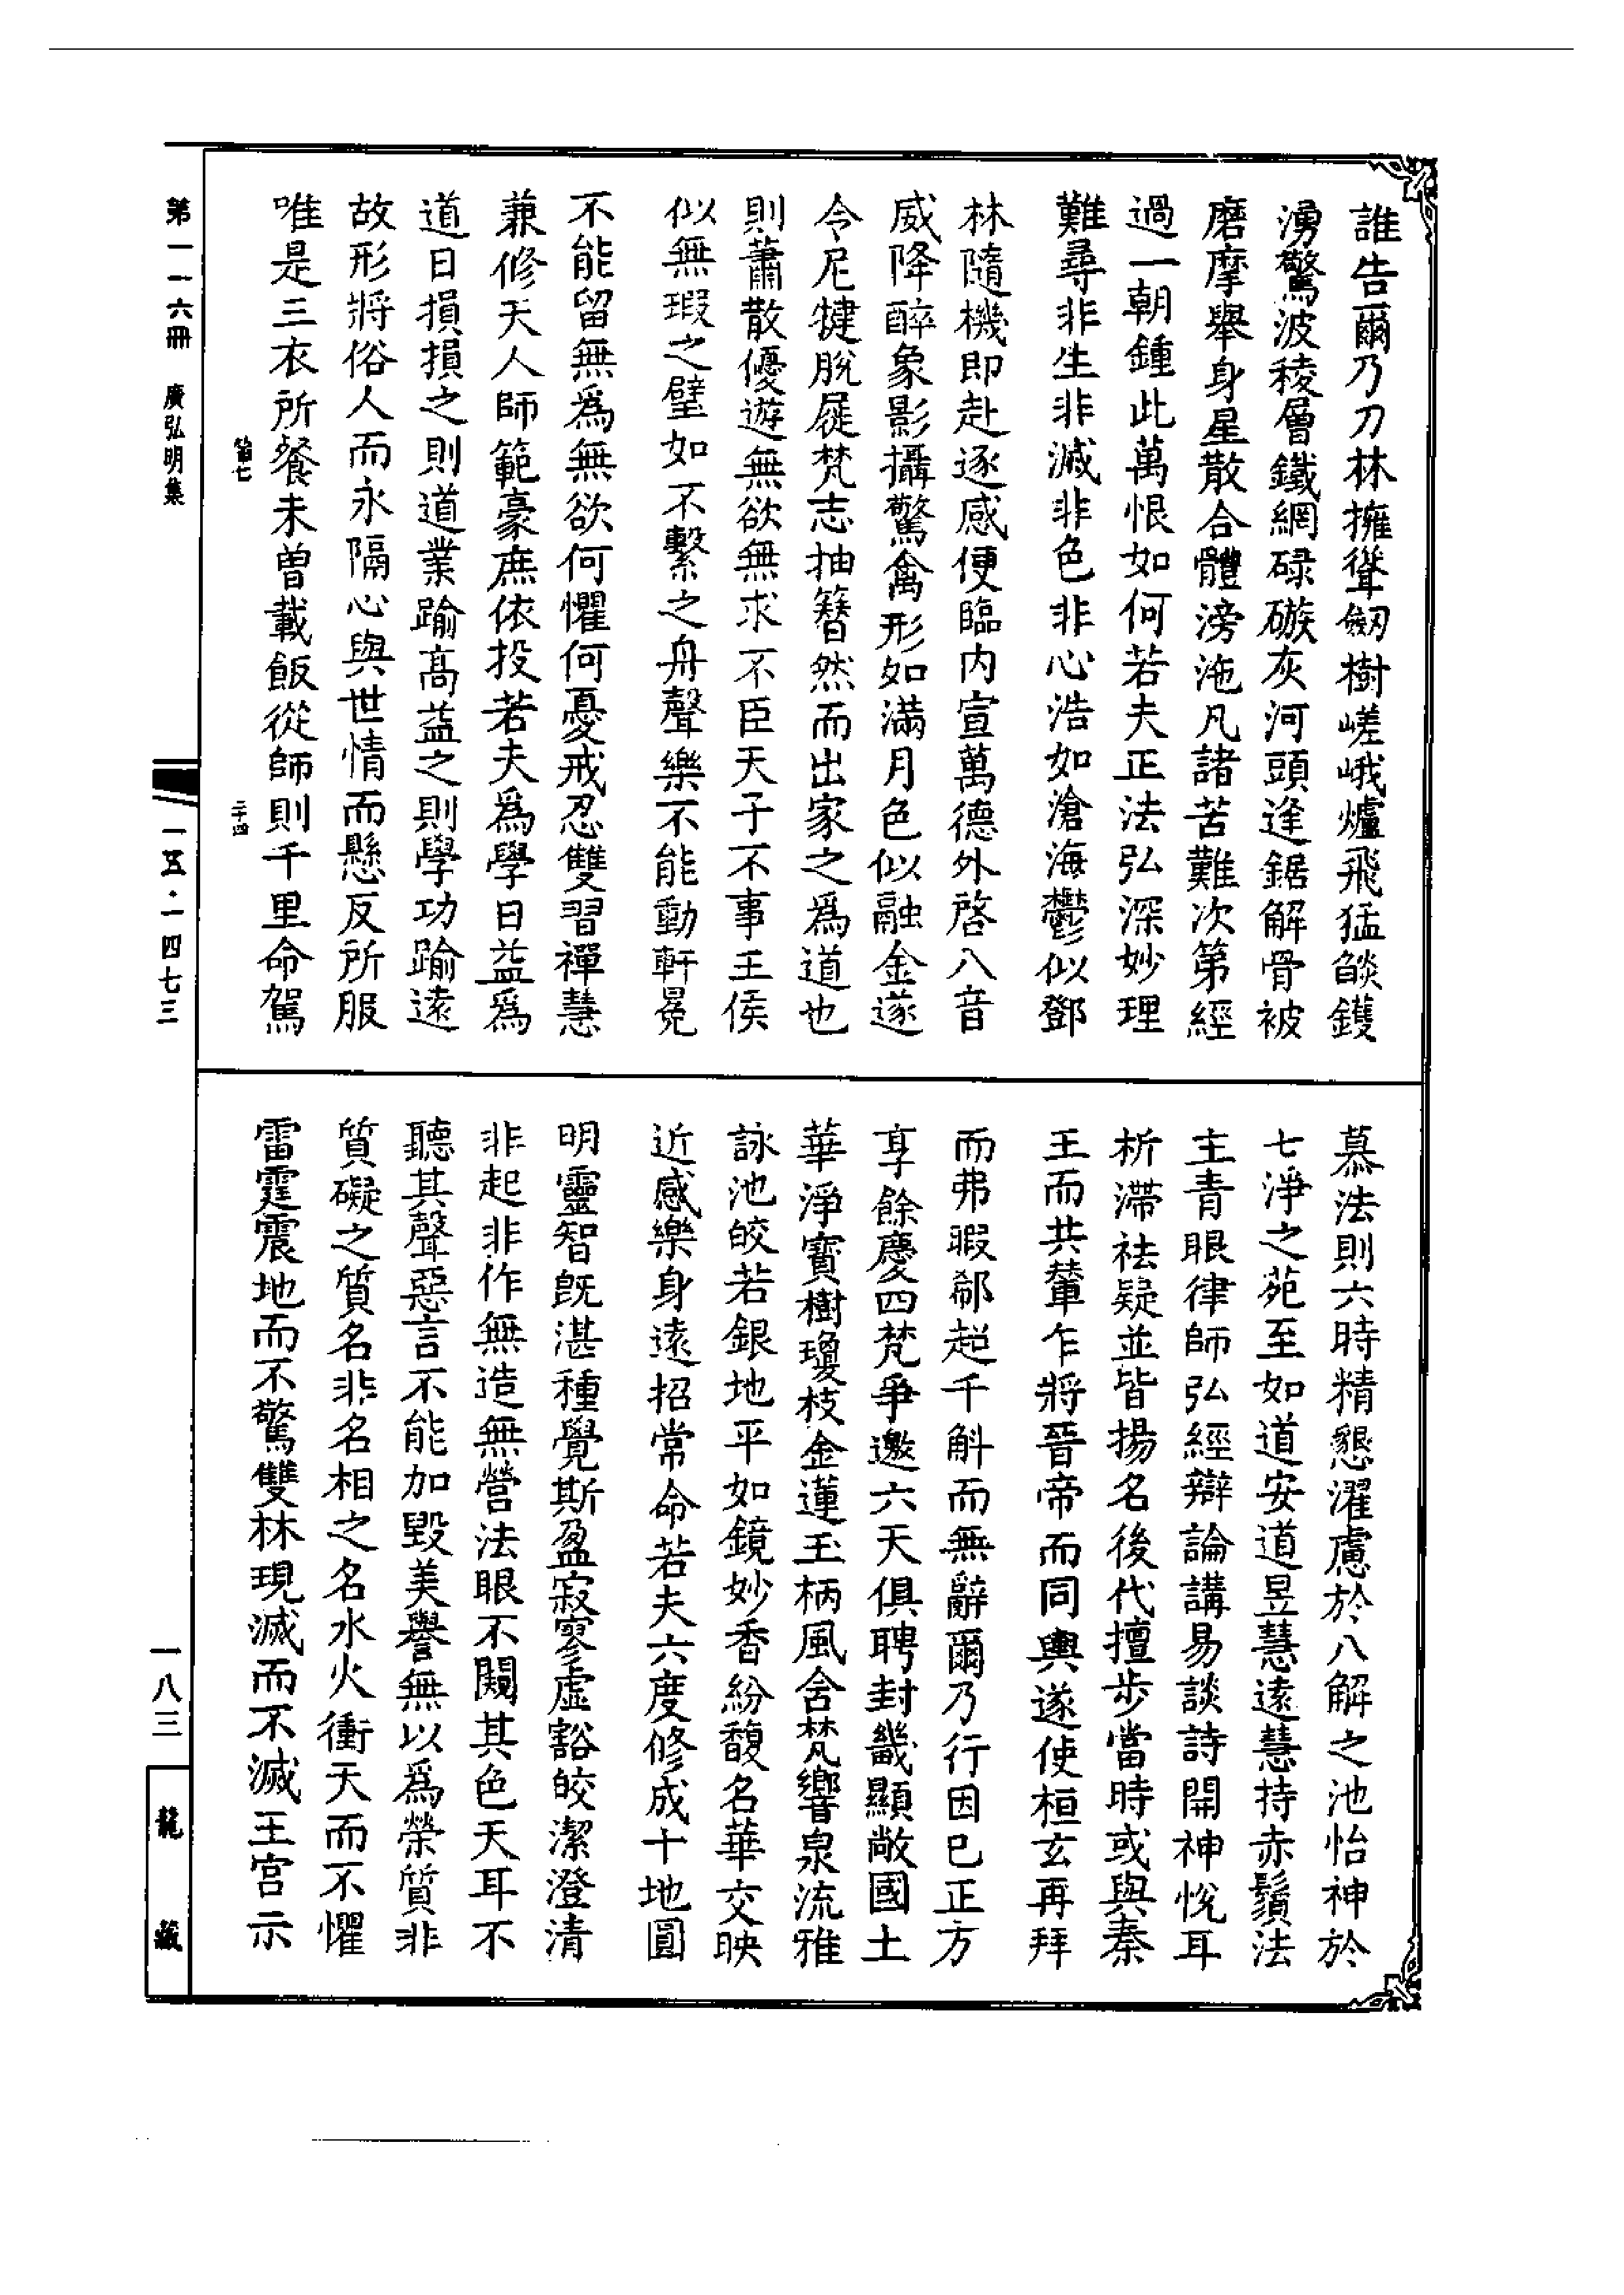 誰告爾乃刀林擁聳劒樹嵯峨爐飛猛燄鑊
湧驚波稜層鐵網碌磙灰河頭逢鋸解骨被
磨摩舉身星散合體滂沲凡諸苦難次第經
過一朝鍾此萬恨如何若夫正法弘深妙理
難尋非生非滅非色非心浩如滄海鬱似鄧
林隨機即赴逐感便臨内宣萬德外啓八音
威降醉象影攝驚禽形如滿月色似融金遂
令尼犍脫屣梵志抽簪然而出家之爲道也
則蕭散優遊無欲無求不臣天子不事王侯
似無瑕之璧如不繫之舟聲樂不能動軒冕
不能留無爲無欲何懼何憂戒忍雙習禪慧
兼修天人師範豪庶依投若夫爲學日益爲
道日損損之則道業踰高益之則學功踰遠
故形將俗人而永隔心與世情而懸反所服
唯是三衣所餐未曾載飯從師則千里命駕
慕法則六時精懇濯慮於八解之池怡神於
七淨之苑至如道安道昱慧遠慧持赤鬚法
主青眼律師弘經辯論講易談詩開神悅耳
析滯祛疑並皆揚名後代擅步當時或與秦
王而共輦乍將晉帝而同輿遂使桓玄再拜
而弗暇郗超千斛而無辭爾乃行因已正方
享餘慶四梵爭邀六天俱聘封畿顯敞國土
華淨寶樹瓊枝金蓮玉柄風含梵響泉流雅
詠池皎若銀地平如鏡妙香紛馥名華交映
近感樂身遠招常命若夫六度修成十地圓
明靈智旣湛種覺斯盈寂寥虛豁皎潔澄清
非起非作無造無營法眼不闚其色天耳不
聽其聲惡言不能加毀美譽無以爲榮質非
質礙之質名非名相之名水火衝天而不懼
雷霆震地而不驚雙林現滅而不滅王宮示
第一一六冊 廣弘明集
二十四
一五·一四七三
一八三
龍藏